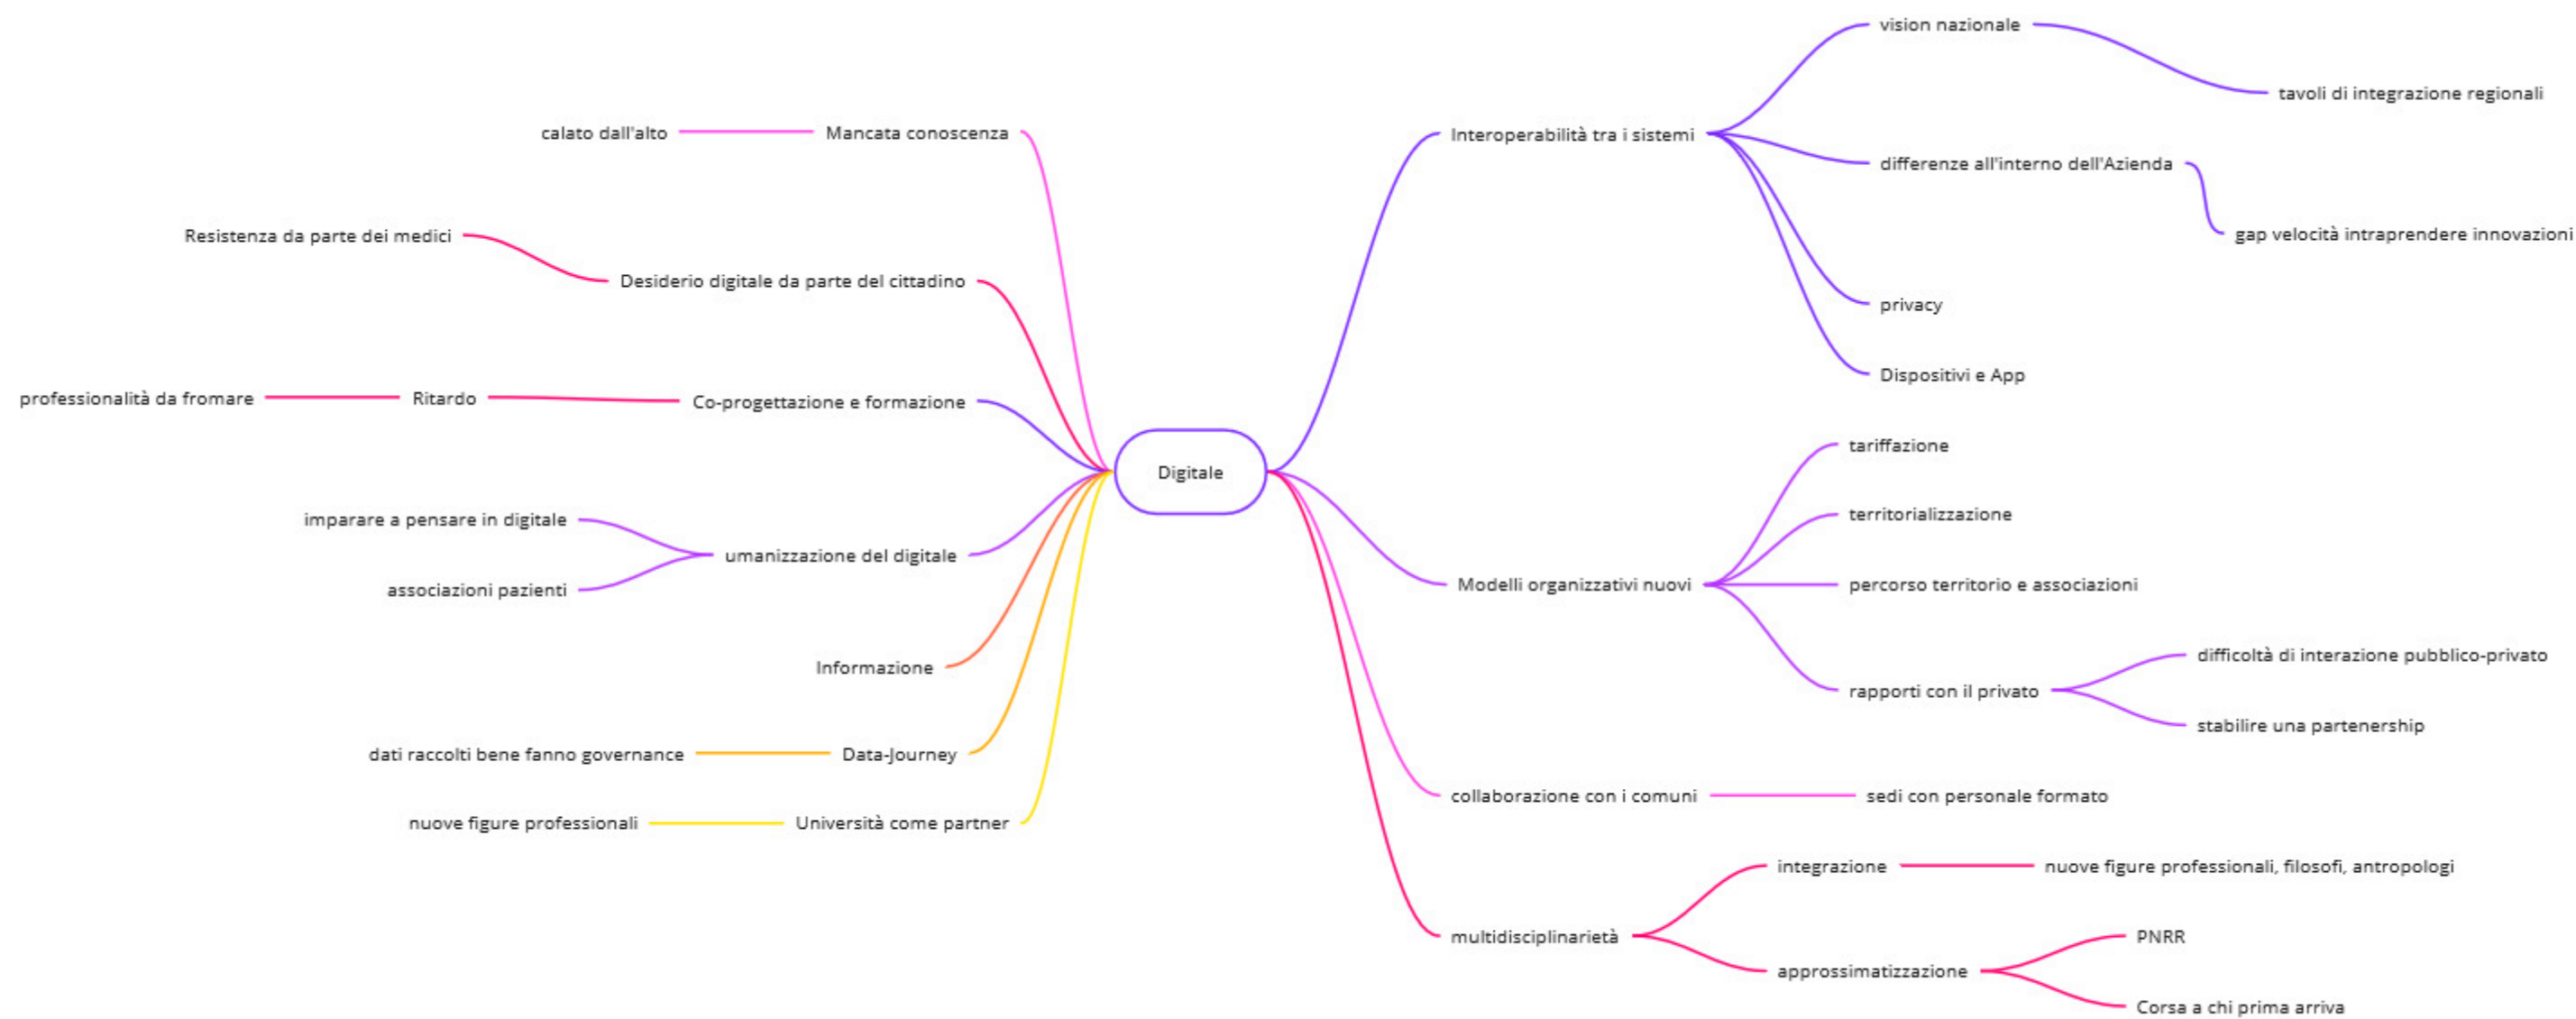 Digitale
Mancata conoscenza
calato dall'alto
Desiderio digitale da parte del cittadino
Resistenza da parte dei medici
Co-progettazione e formazione
Ritardo
professionalità da fromare
umanizzazione del digitale
imparare a pensare in digitale
associazioni pazienti
Informazione
Data-Journey
dati raccolti bene fanno governance
Università come partner
nuove figure professionali
Interoperabilità tra i sistemi
vision nazionale
tavoli di integrazione regionali
differenze all'interno dell'Azienda
gap velocità intraprendere innovazioni
privacy
Dispositivi e App
Modelli organizzativi nuovi
tariffazione
territorializzazione
percorso territorio e associazioni
rapporti con il privato
difficoltà di interazione pubblico-privato
stabilire una partenership
collaborazione con i comuni
sedi con personale formato
multidisciplinarietà
integrazione
nuove figure professionali, filosofi, antropologi
approssimatizzazione
PNRR
Corsa a chi prima arriva